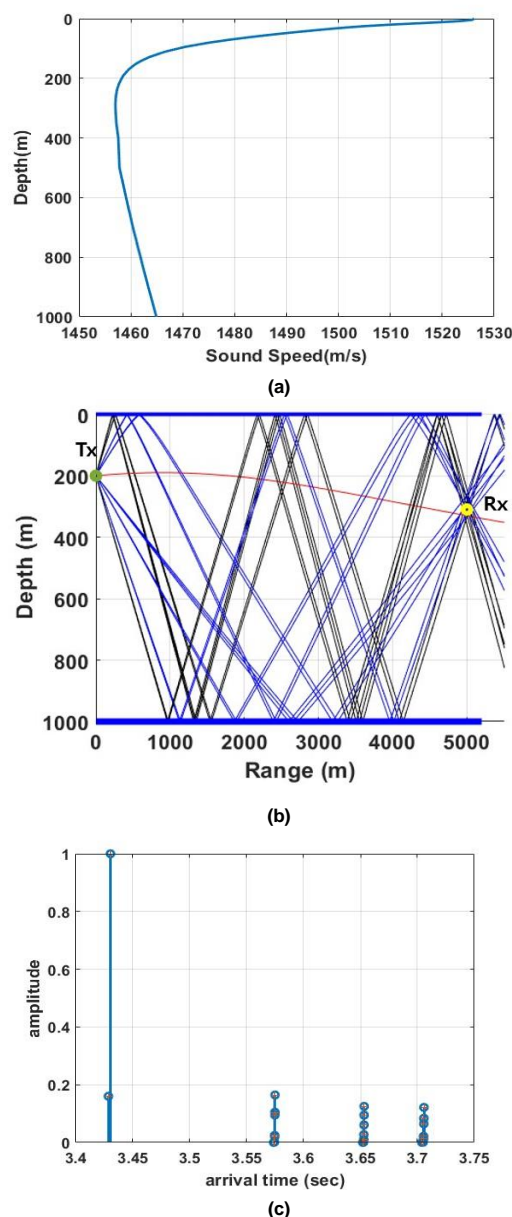 0
200
400
600
800
1000
Depth(m)
1450 1460 1470 1480 1490 1500 1510 1520 1530
Sound Speed(m/s)
(a)
0
200
400
600
800
1000
Depth (m)
Tx
Rx
0 1000 2000 3000 4000 5000
Range (m)
(b)
1
0.8
0.6
0.4
0.2
0
amplitude
3.4 3.45 3.5 3.55 3.6 3.65 3.7 3.75
arrival time (sec)
(c)